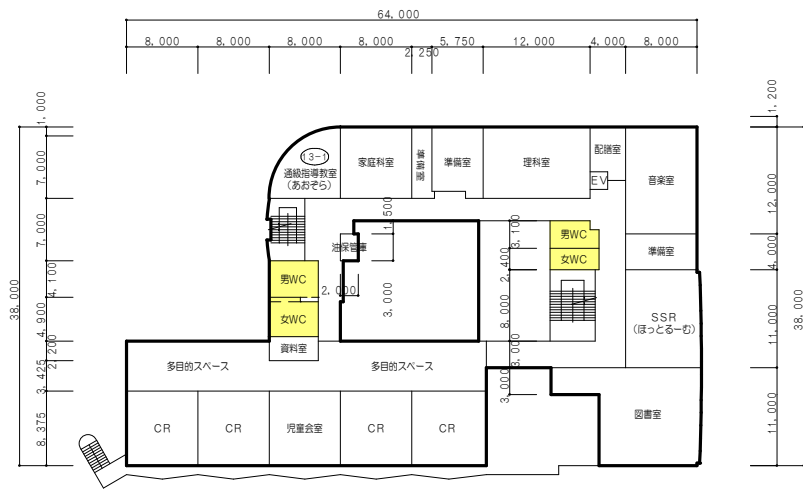 64,000
8,000
8,000
8,000
8,000
5,750
12,000
4,000
8,000
2,250
1,000
7,000
7,000
4,100
4,900
2,200
3,425
8,375
38,000
1,200
12,000
4,000
11,000
11,000
38,000
13-1
通級指導教室
(あおぞら)
家庭科室
準備室
準備室
理科室
配膳室
EV
音楽室
油保管庫
1,500
3,100
男WC
女WC
2,400
準備室
男WC
2,000
3,000
8,000
女WC
SSR
(ほっとるーむ)
資料室
3,000
多目的スペース
多目的スペース
3,000
CR
CR
児童会室
CR
CR
図書室